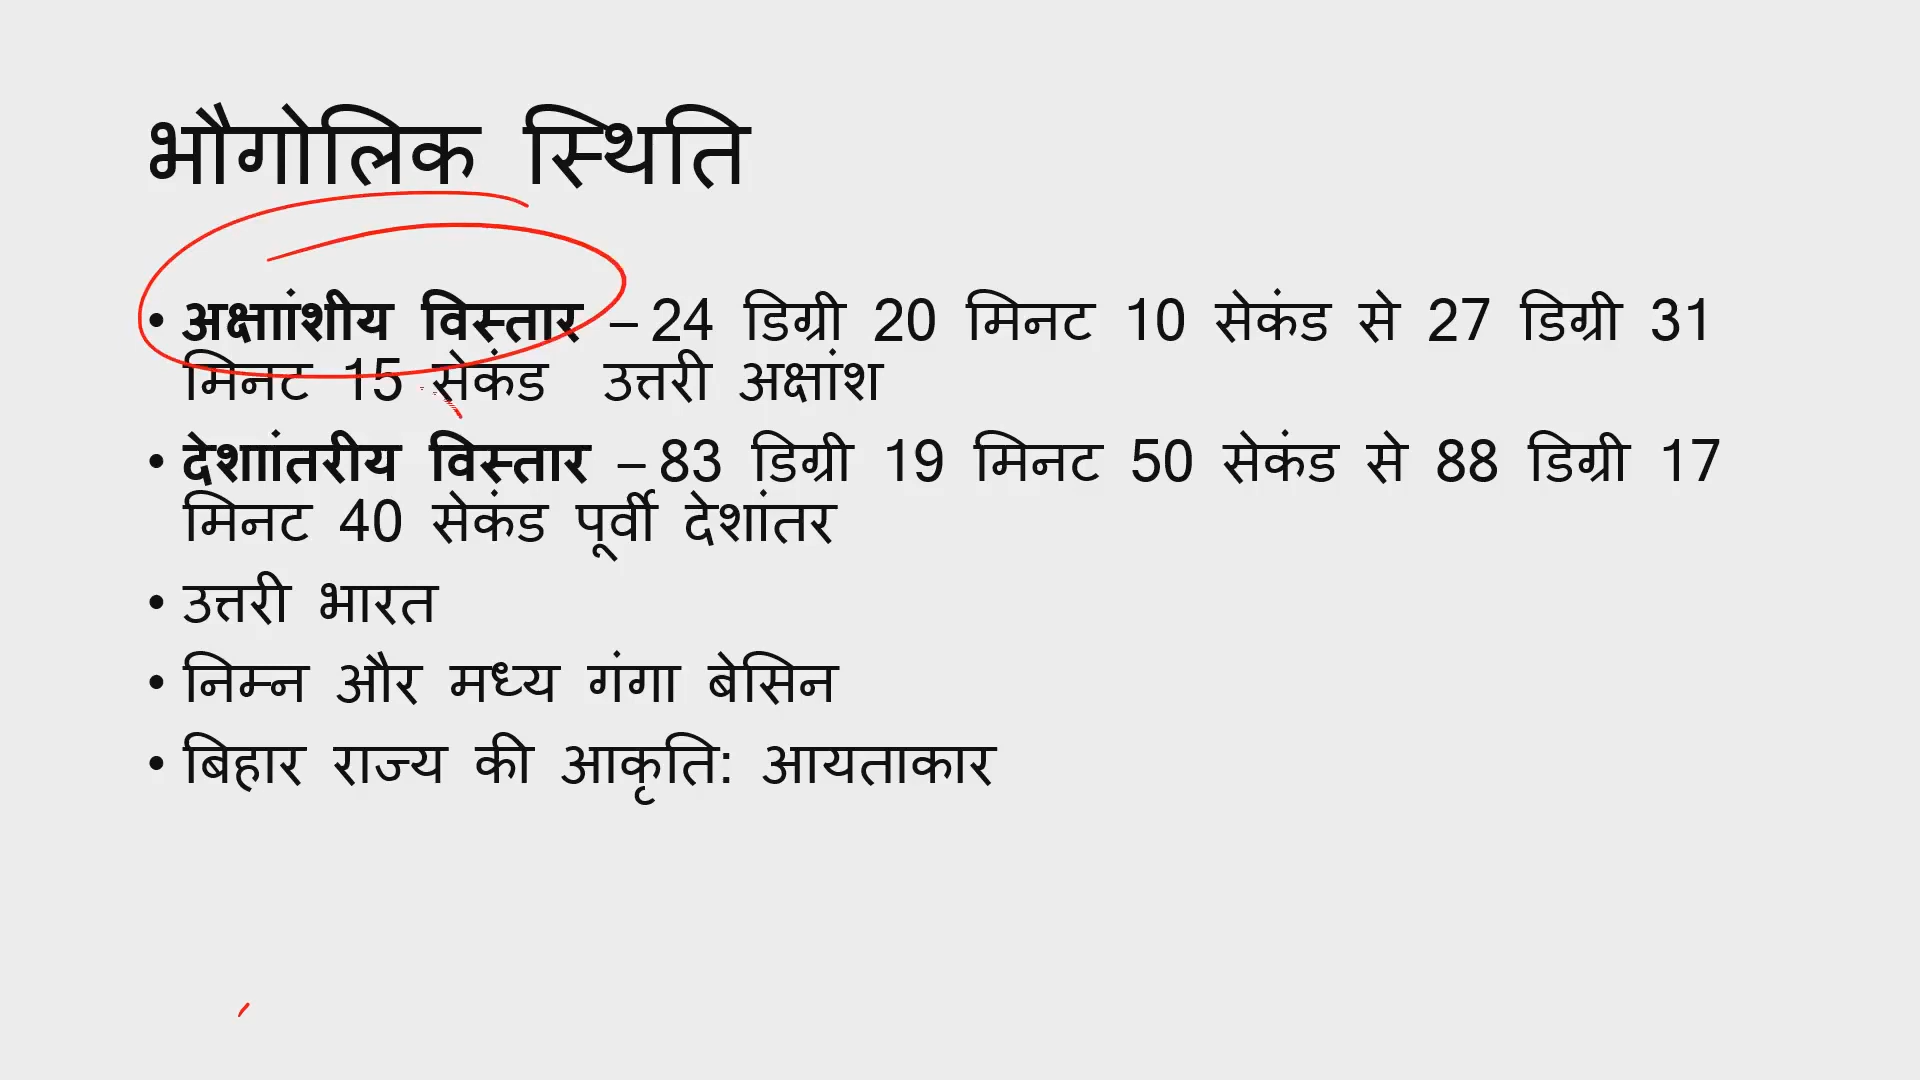 भौगोलिक स्थिति
• अक्षाांशीय विस्तार – 24 डिग्री 20 मिनट 10 सेकंड से 27 डिग्री 31
मिनट 15 सेकंड उत्तरी अक्षांश
• देशाांतरीय विस्तार – 83 डिग्री 19 मिनट 50 सेकंड से 88 डिग्री 17
मिनट 40 सेकंड पूर्वी देशांतर
• उत्तरी भारत
• निम्न और मध्य गंगा बेसिन
• बिहार राज्य की आकृति: आयताकार